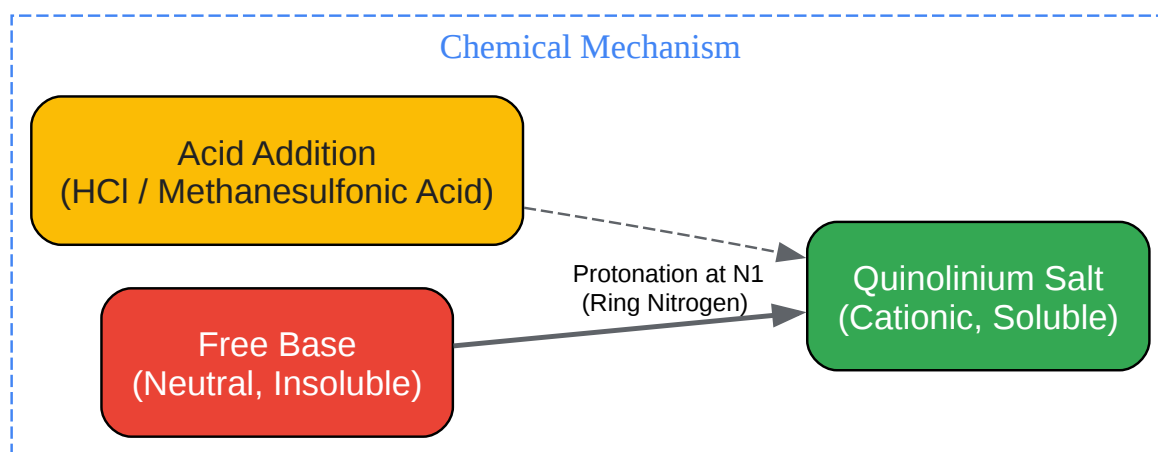 Chemical Mechanism
Acid Addition
(HCl / Methanesulfonic Acid)
Protonation at N1
(Ring Nitrogen)
Quinolinium Salt
(Cationic, Soluble)
Free Base
(Neutral, Insoluble)